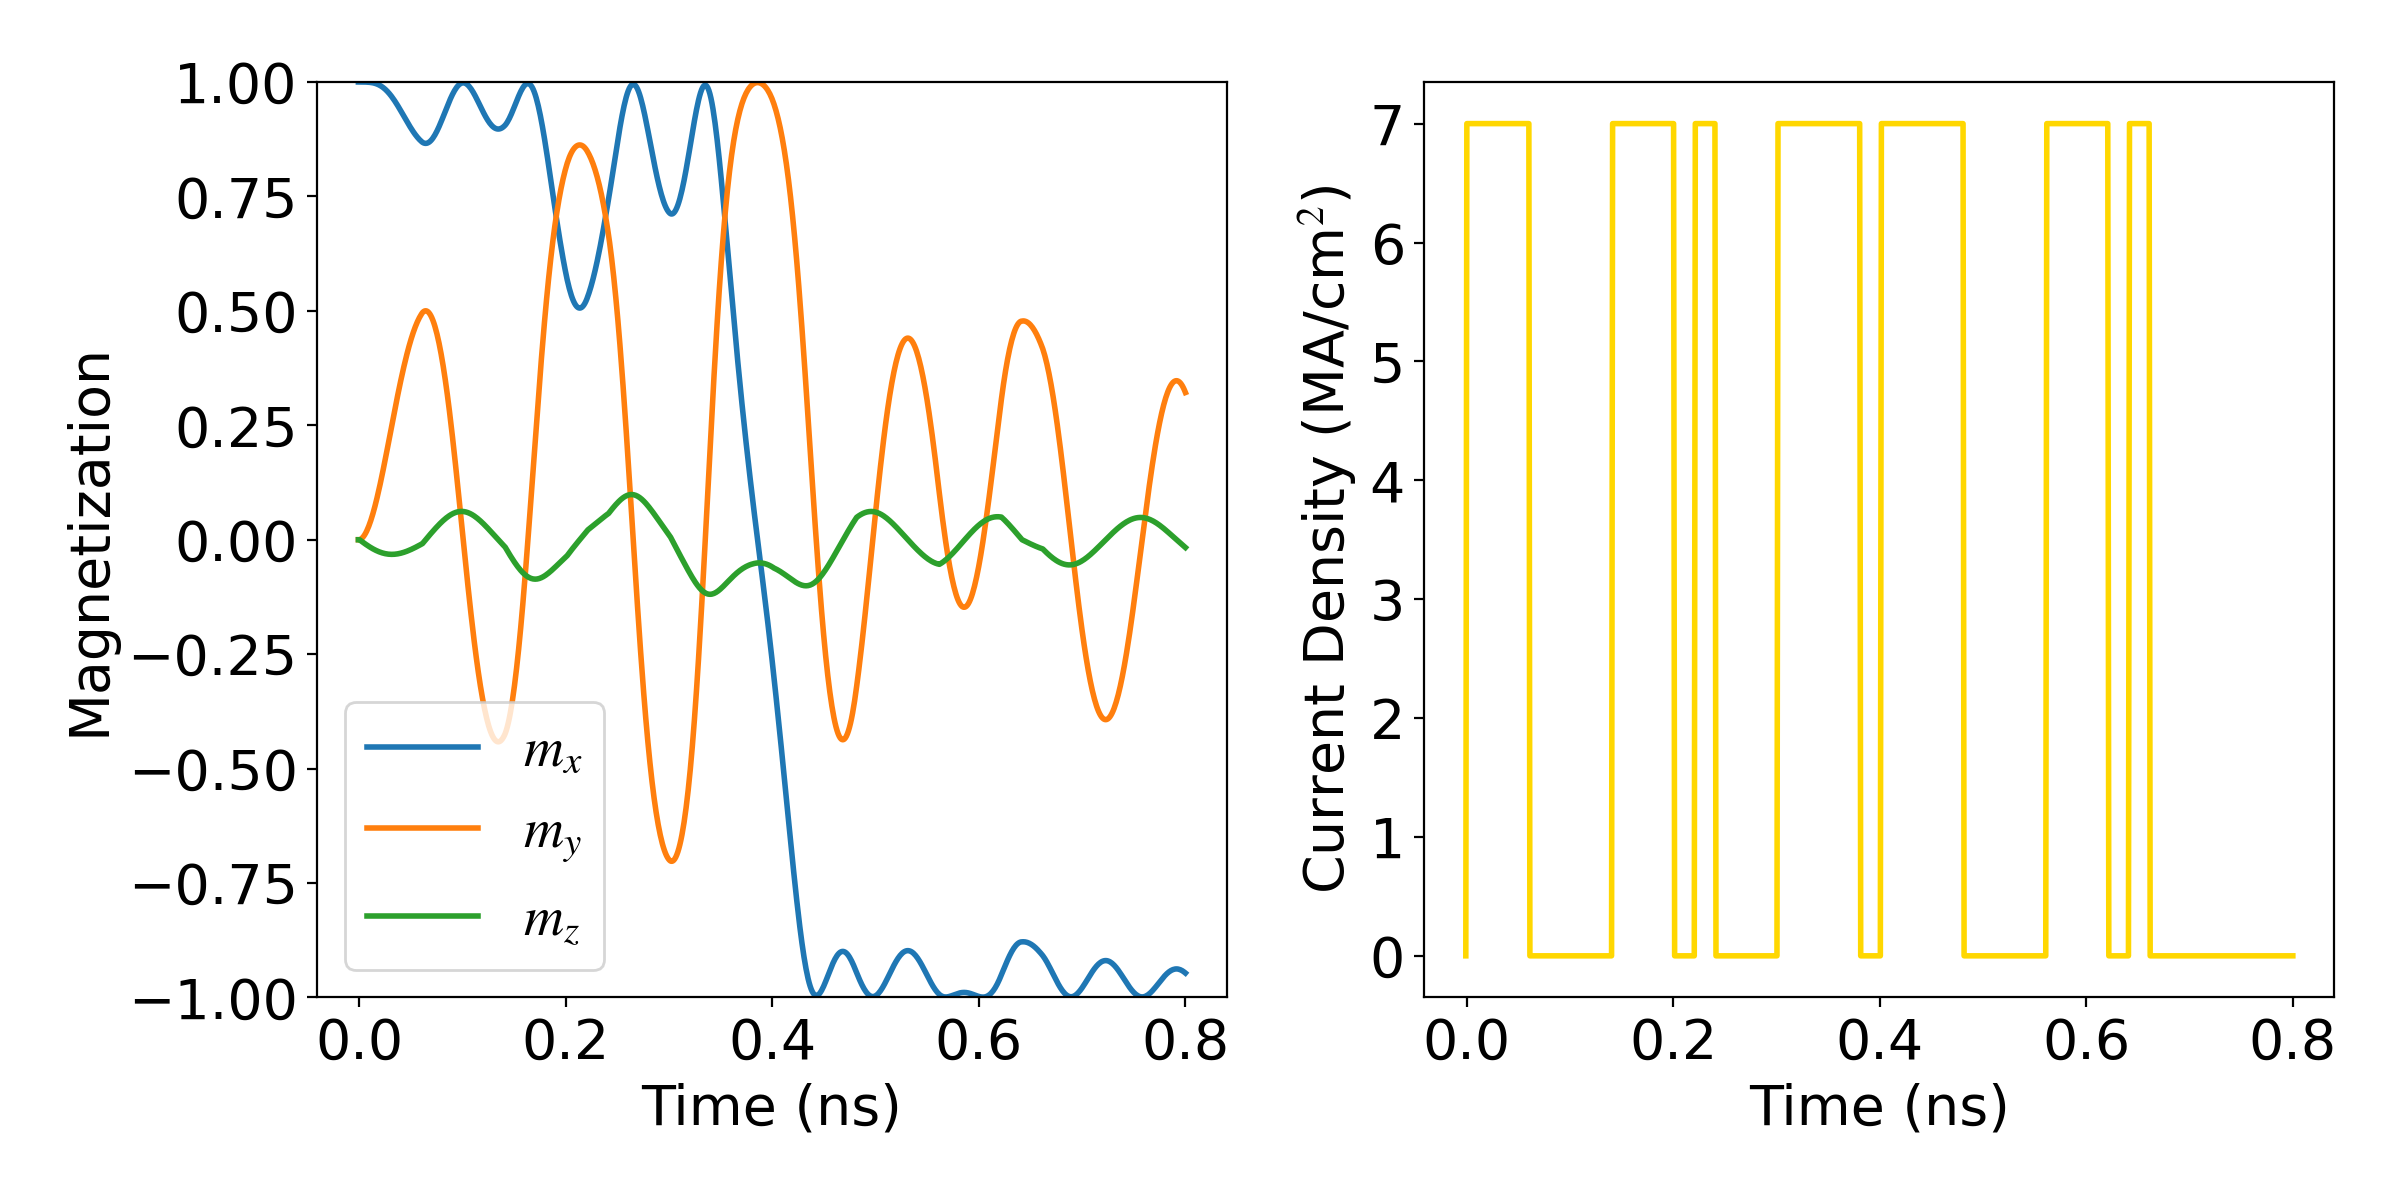 1.00
0.75
0.50
0.25
0.00
−0.25
−0.50
−0.75
−1.00
Magnetization
0.0 0.2 0.4 0.6 0.8
Time (ns)
m_x
m_y
m_z
7
6
5
4
3
2
1
0
Current Density (MA/cm²)
0.0 0.2 0.4 0.6 0.8
Time (ns)